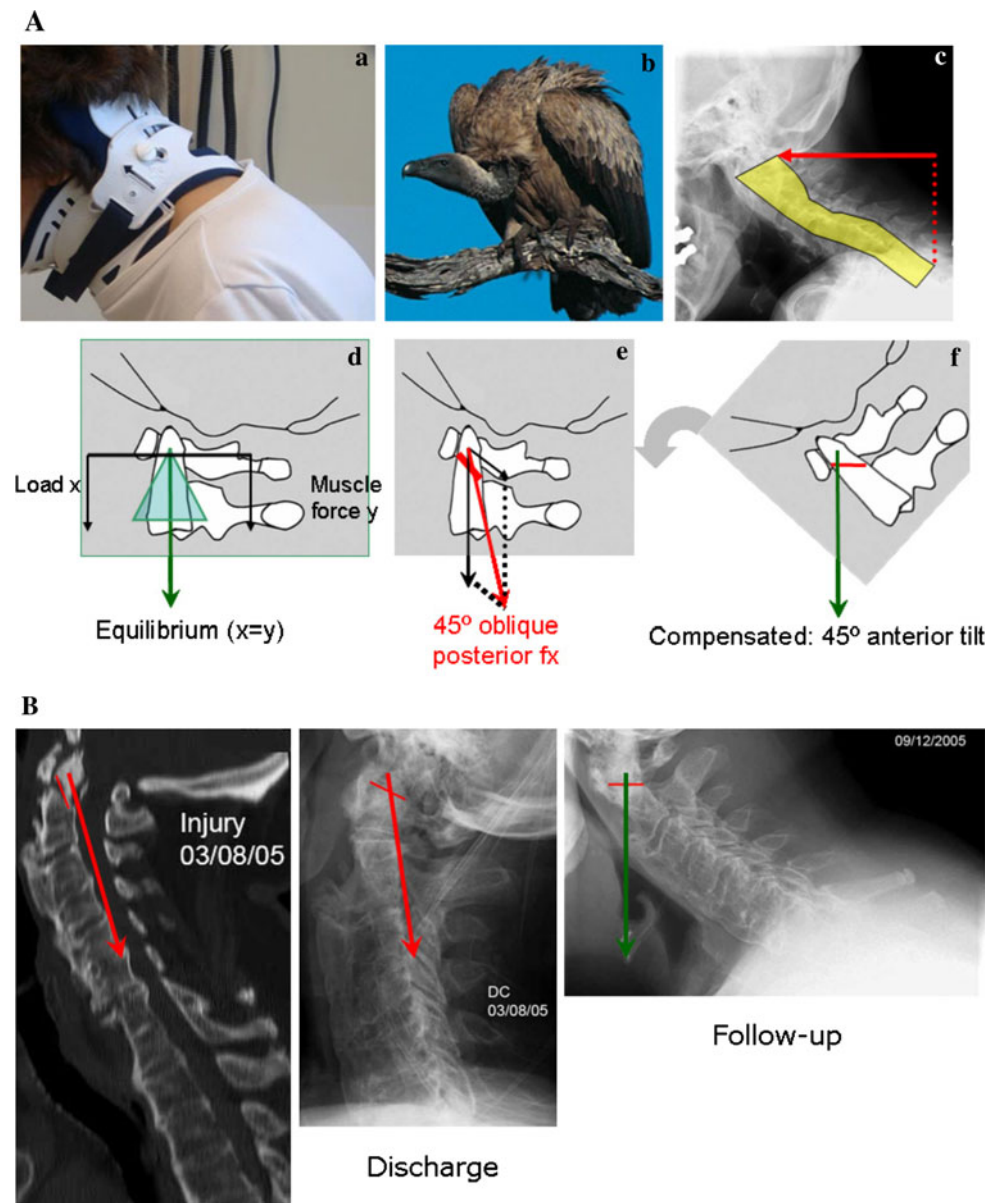 A
a
b
c
d
e
f
Load x
Muscle
force y
Equilibrium (x=y)
45º oblique
posterior fx
Compensated: 45º anterior tilt
B
Injury
03/08/05
DC
03/08/05
09/12/2005
Discharge
Follow-up